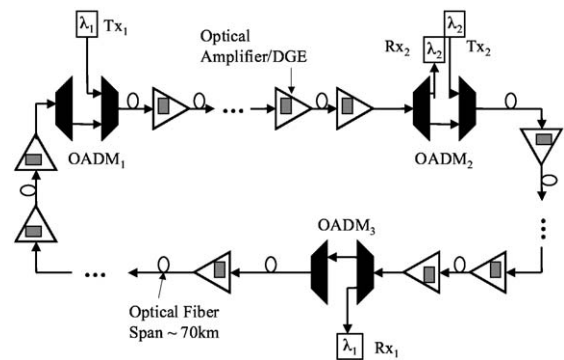 λ1 Tx1
Optical
Amplifier/DGE
Rx2 λ2 λ2 Tx2
...
OADM1
OADM2
OADM3
...
...
Optical Fiber
Span ~ 70km
λ1 Rx1